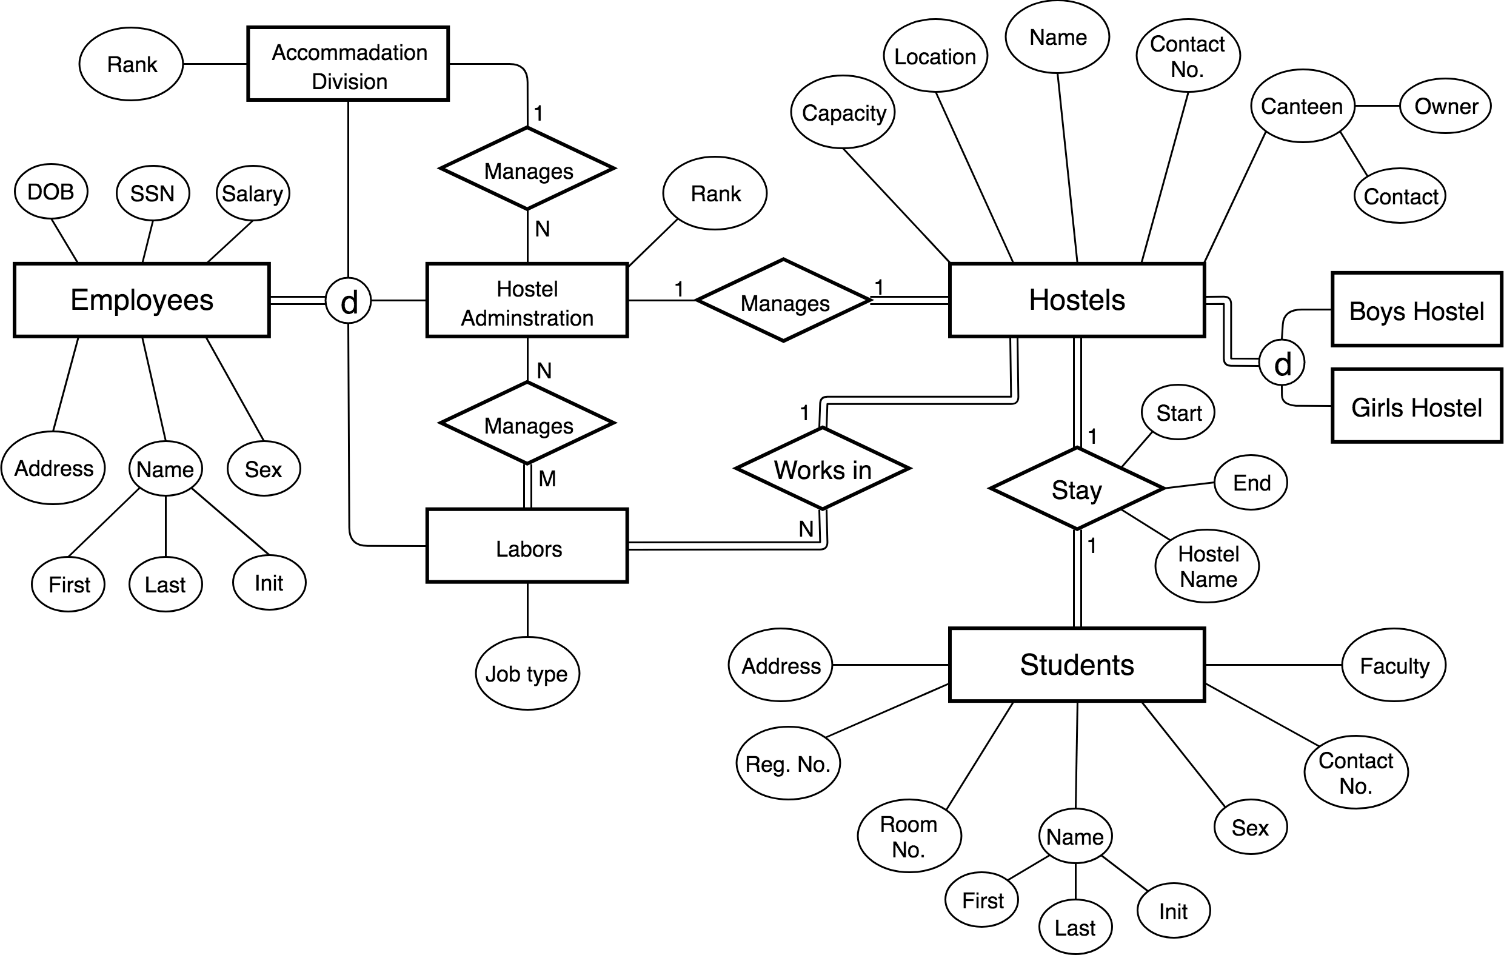 Rank
Accommadation
Division
1
Manages
N
Capacity
Location
Name
Contact
No.
Canteen
Owner
Contact
DOB
SSN
Salary
Rank
Employees
d
Hostel
Adminstration
1
Manages
1
Hostels
Boys Hostel
d
Girls Hostel
N
Manages
M
Address
Name
Sex
First
Last
Init
Labors
Job type
1
Works in
N
1
Stay
1
Start
End
Hostel
Name
Students
Address
Faculty
Reg. No.
Contact
No.
Room
No.
Name
Sex
First
Last
Init